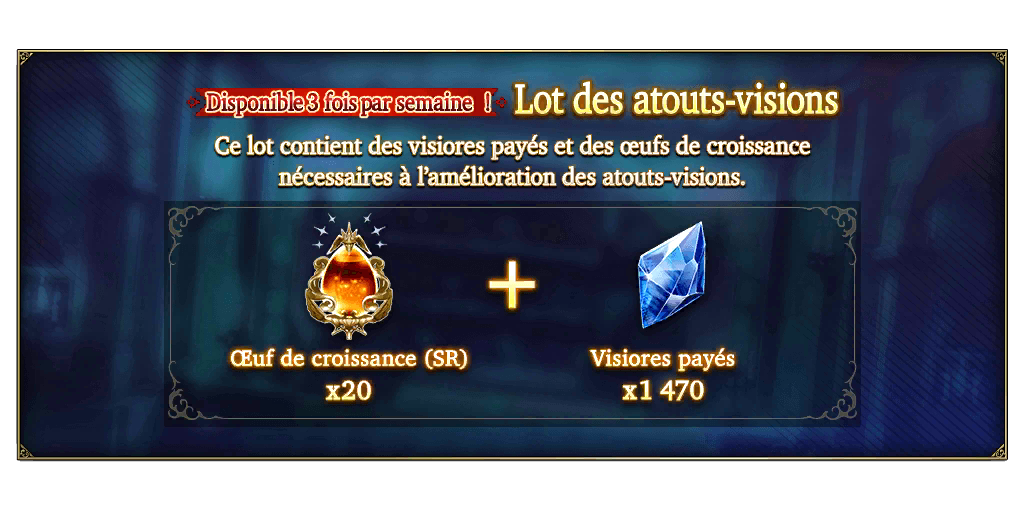 Disponible 3 fois par semaine ! Lot des atouts-visions
Ce lot contient des visiores payés et des œufs de croissance
nécessaires à l'amélioration des atouts-visions.
+
Œuf de croissance (SR) Visiores payés
x20 x1 470